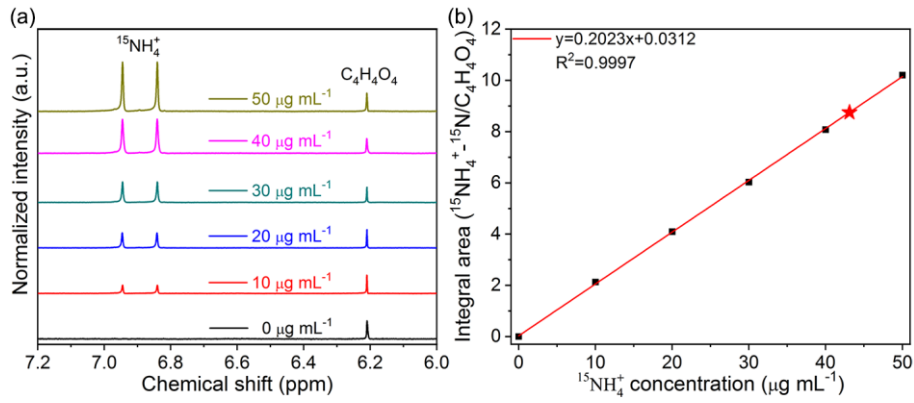 (a)
Normalized intensity (a.u.)
¹⁵NH₄⁺
C₄H₄O₄
50 μg mL⁻¹
40 μg mL⁻¹
30 μg mL⁻¹
20 μg mL⁻¹
10 μg mL⁻¹
0 μg mL⁻¹
7.2 7.0 6.8 6.6 6.4 6.2 6.0
Chemical shift (ppm)
(b)
Integral area (¹⁵NH₄⁺-¹⁵N/C₄H₄O₄)
y=0.2023x+0.0312
R²=0.9997
12
10
8
6
4
2
0
0 10 20 30 40 50
¹⁵NH₄⁺ concentration (μg mL⁻¹)